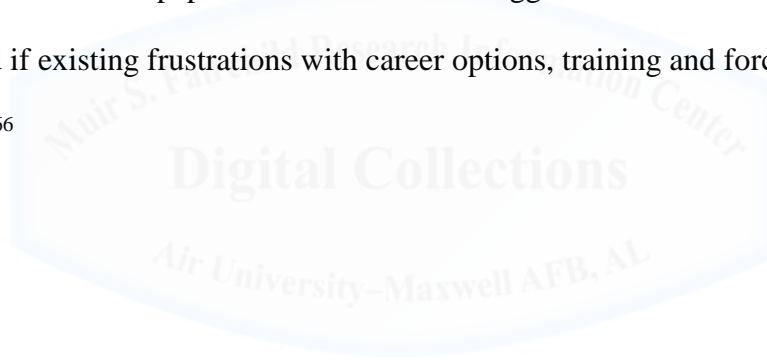 if existing frustrations with career options, training and
66
Muir S. Fairchild Research Information Center
Digital Collections
Air University–Maxwell AFB, AL